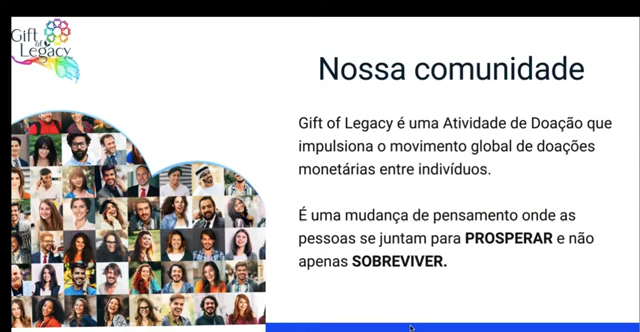 Gift
of
Legacy
Nossa comunidade
Gift of Legacy é uma Atividade de Doação que
impulsiona o movimento global de doações
monetárias entre indivíduos.
É uma mudança de pensamento onde as
pessoas se juntam para PROSPERAR e não
apenas SOBREVIVER.